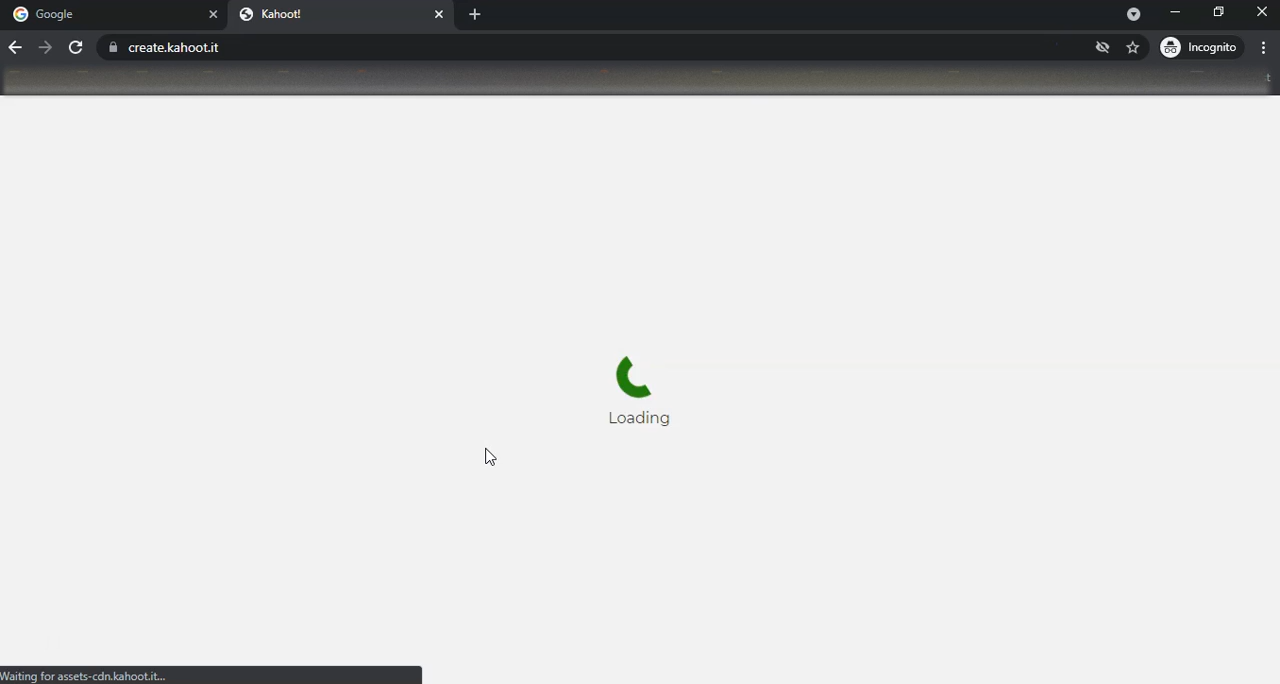 Google
Kahoot!
create.kahoot.it
Incognito
Loading
Waiting for assets-cdn.kahoot.it...